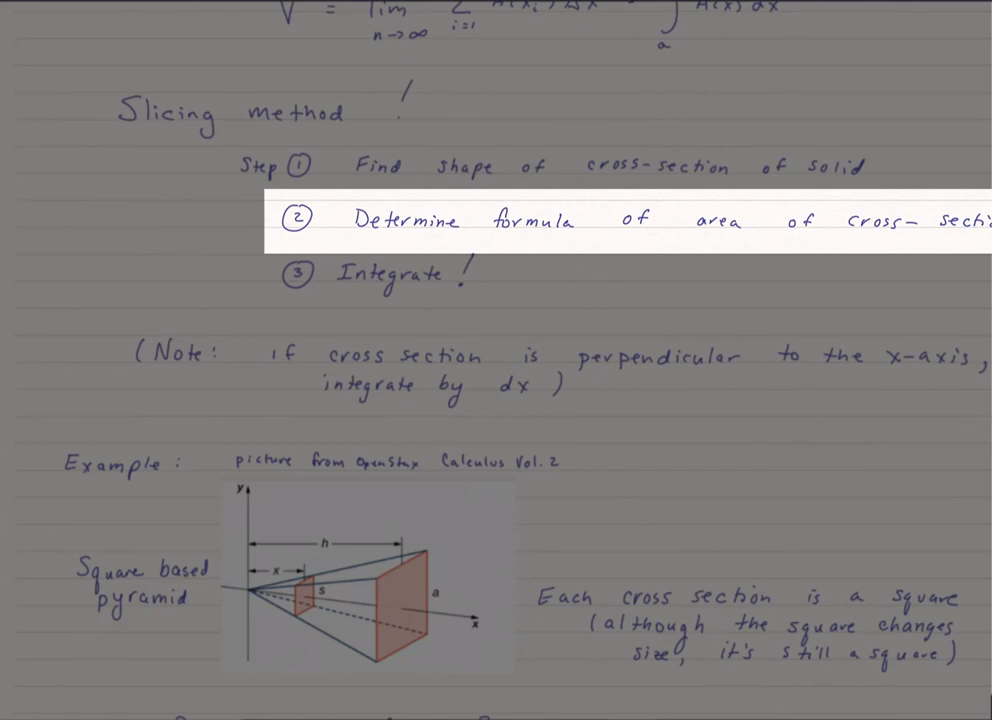 V = lim Σ A(xᵢ) Δx = ∫ A(x) dx
n→∞ i=1 a
Slicing method !
Step ① Find shape of cross-section of solid
② Determine formula of area of cross-
③ Integrate!
(Note: if cross section is perpendicular to the x-axis,
integrate by dx )
Example: picture from OpenStax Calculus Vol. 2
y
h
x
s
a
x
Square based
pyramid
Each cross section is a square
(although the square changes
size, it's still a square)